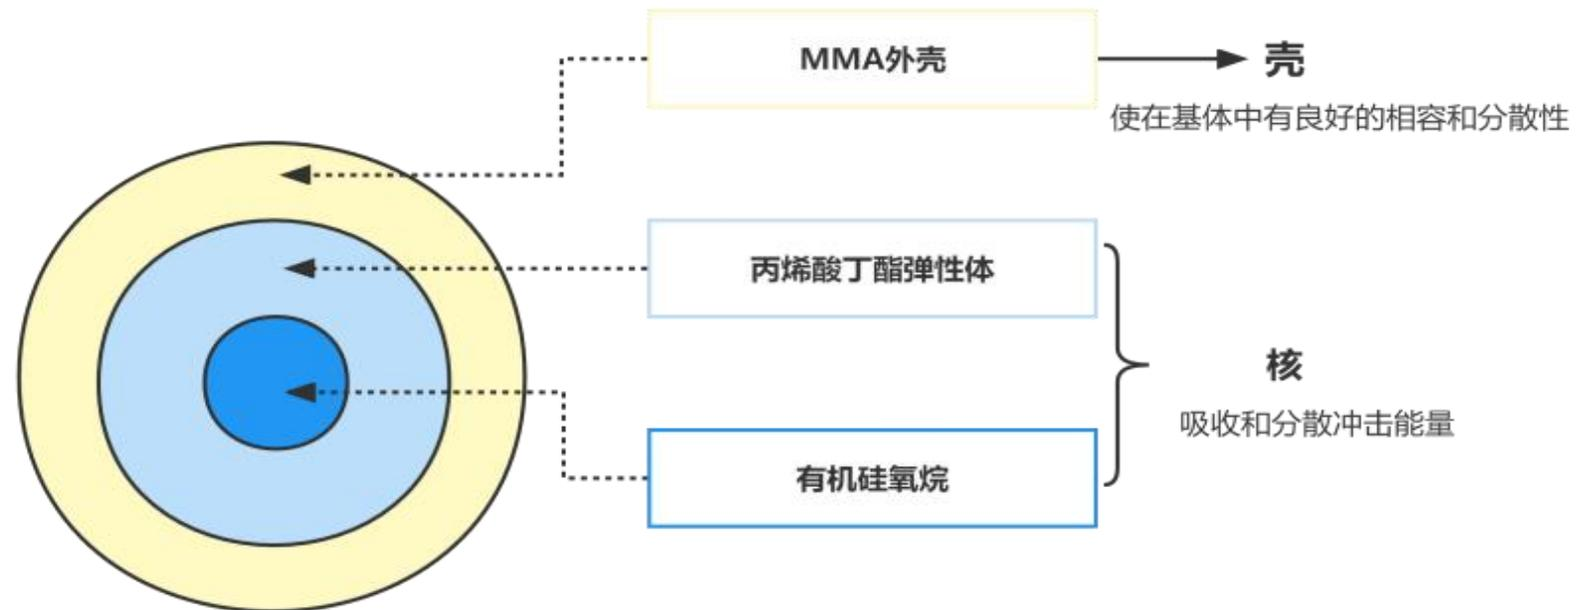 MMA外壳
壳
使在基体中有良好的相容和分散性
丙烯酸丁酯弹性体
核
吸收和分散冲击能量
有机硅氧烷